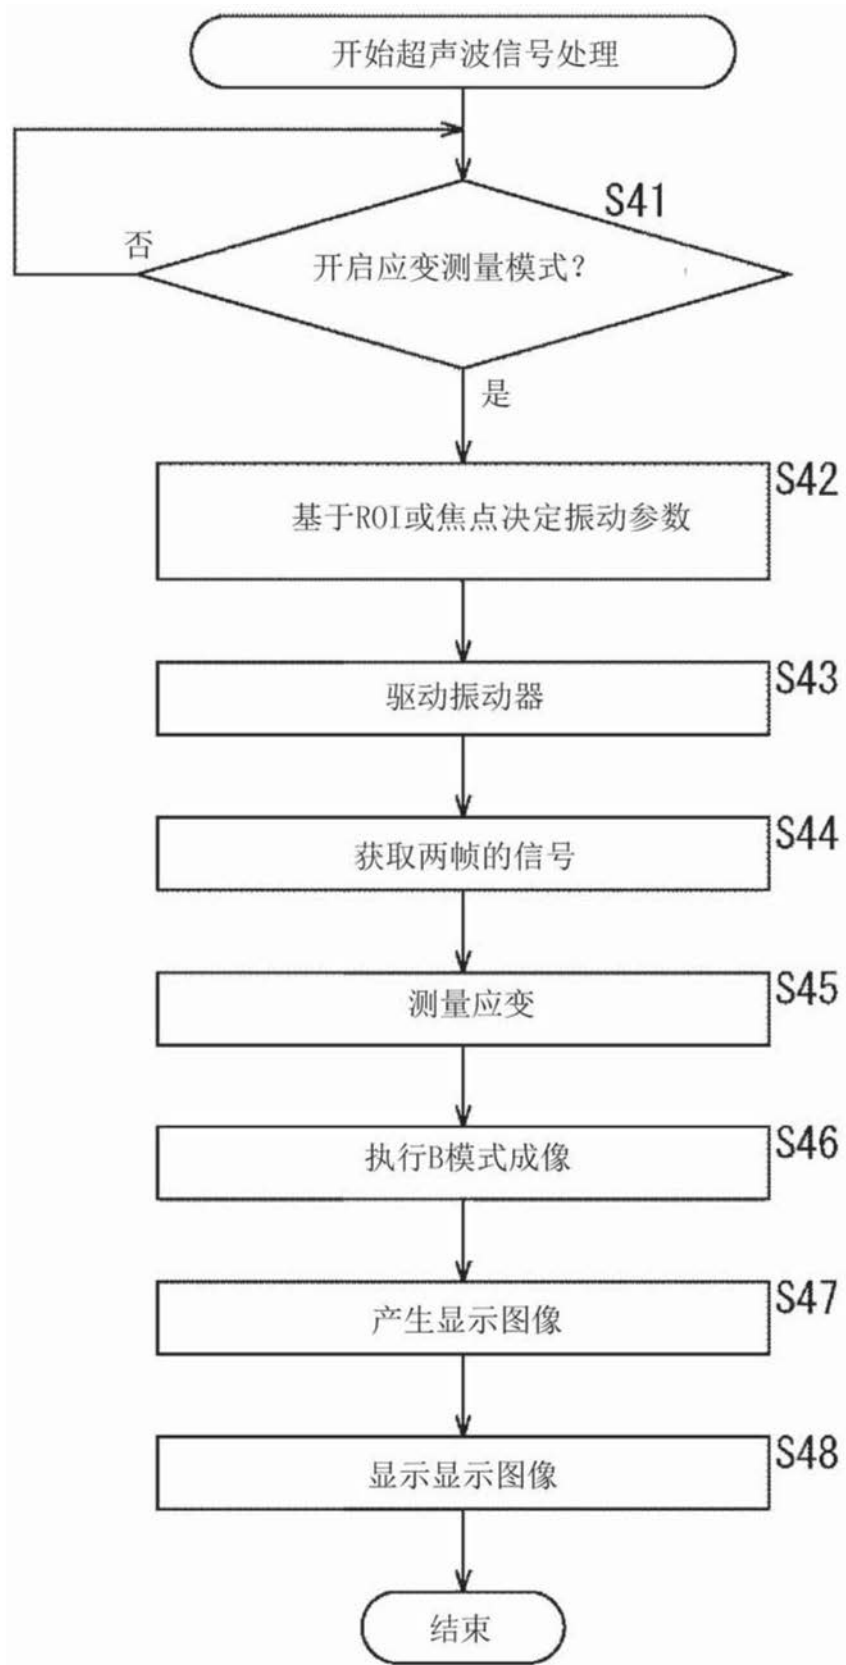 开始超声波信号处理
S41
否
开启应变测量模式？
是
S42
基于ROI或焦点决定振动参数
S43
驱动振动器
S44
获取两帧的信号
S45
测量应变
S46
执行B模式成像
S47
产生显示图像
S48
显示显示图像
结束